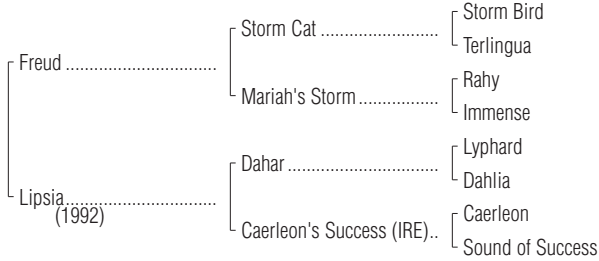 Storm Bird
Storm Cat ..........................
Terlingua
Freud .................................
Rahy
Mariah's Storm .................
Immense
Lyphard
Dahar .................................
Dahlia
Lipsia.................................
(1992)
Caerleon
Caerleon's Success (IRE)..
Sound of Success